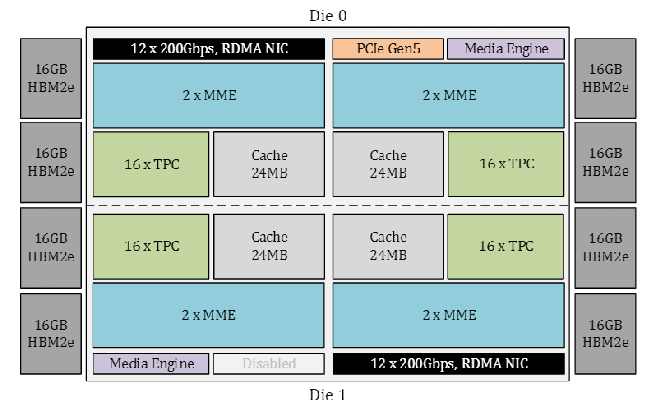 Die 0
12 x 200Gbps, RDMA NIC
PCIe Gen5
Media Engine
16GB
HBM2e
16GB
HBM2e
2 x MME
2 x MME
16GB
HBM2e
16GB
HBM2e
16 x TPC
Cache
24MB
Cache
24MB
16 x TPC
16GB
HBM2e
16GB
HBM2e
16 x TPC
Cache
24MB
Cache
24MB
16 x TPC
16GB
HBM2e
16GB
HBM2e
2 x MME
2 x MME
Media Engine
Disabled
12 x 200Gbps, RDMA NIC
Die 1